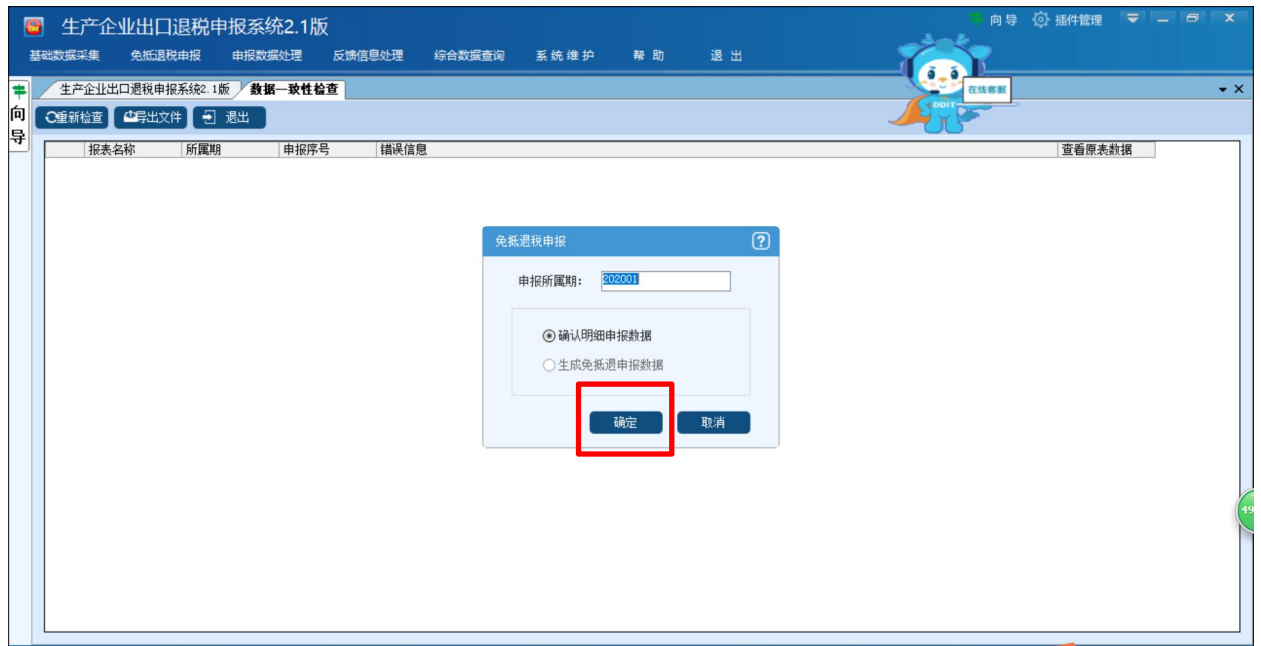 生产企业出口退税申报系统2.1版
向导 插件管理
基础数据采集 免抵退税申报 申报数据处理 反馈信息处理 综合数据查询 系统维护 帮助 退出
在线客服
DDIT
向导
生产企业出口退税申报系统2.1版 数据一致性检查
重新检查 导出文件 退出
报表名称 所属期 申报序号 错误信息 查看原表数据
免抵退税申报
申报所属期： 202001
确认明细申报数据
生成免抵退申报数据
确定 取消
49